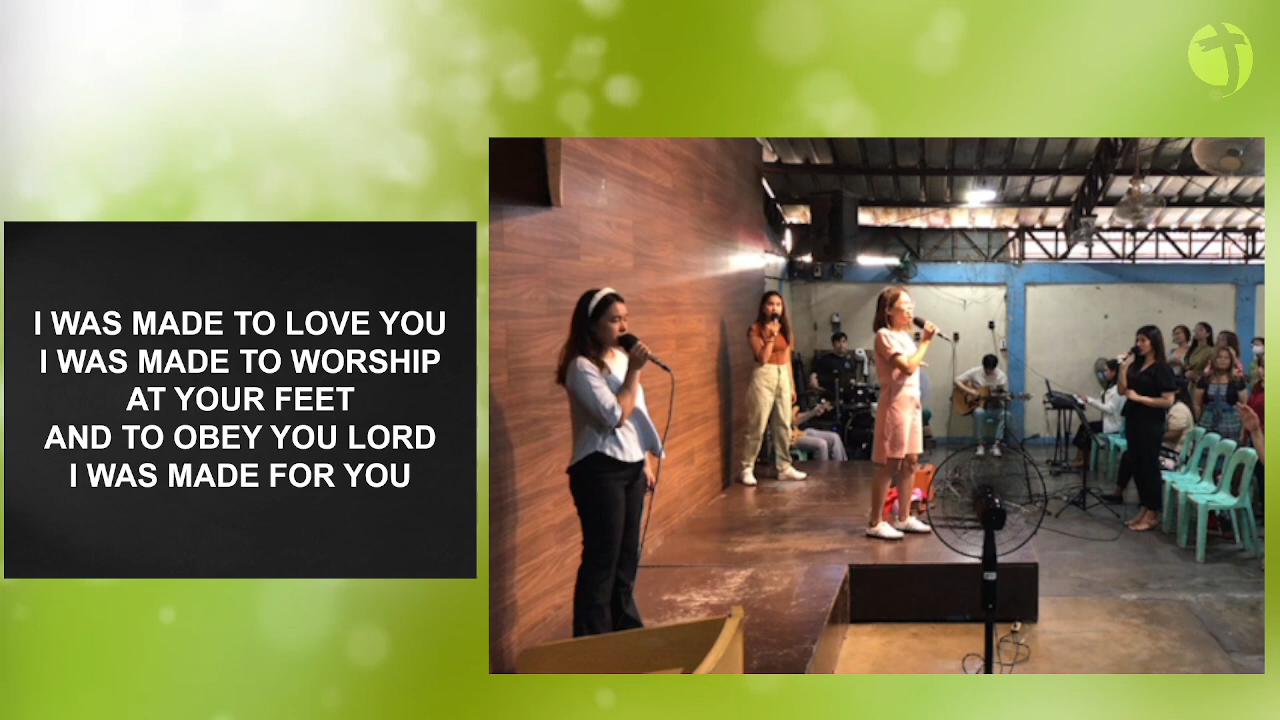 I WAS MADE TO LOVE YOU
I WAS MADE TO WORSHIP
AT YOUR FEET
AND TO OBEY YOU LORD
I WAS MADE FOR YOU